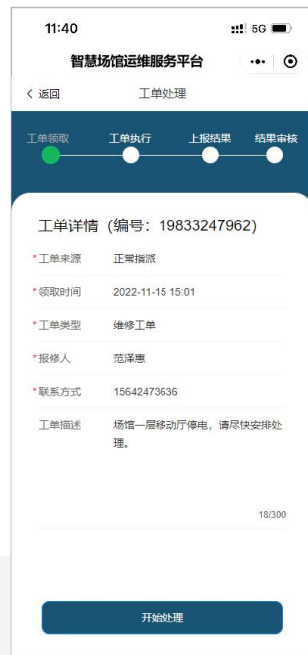 11:40
5G
智慧场馆运维服务平台
返回
工单处理
工单领取 工单执行 上报结果 结果审核
工单详情（编号：19833247962）
*工单来源 正常指派
*领取时间 2022-11-15 15:01
*工单类型 维修工单
*报修人 范泽惠
*联系方式 15642473636
工单描述 场馆一层移动厅停电，请尽快安排处
理。
18/300
开始处理